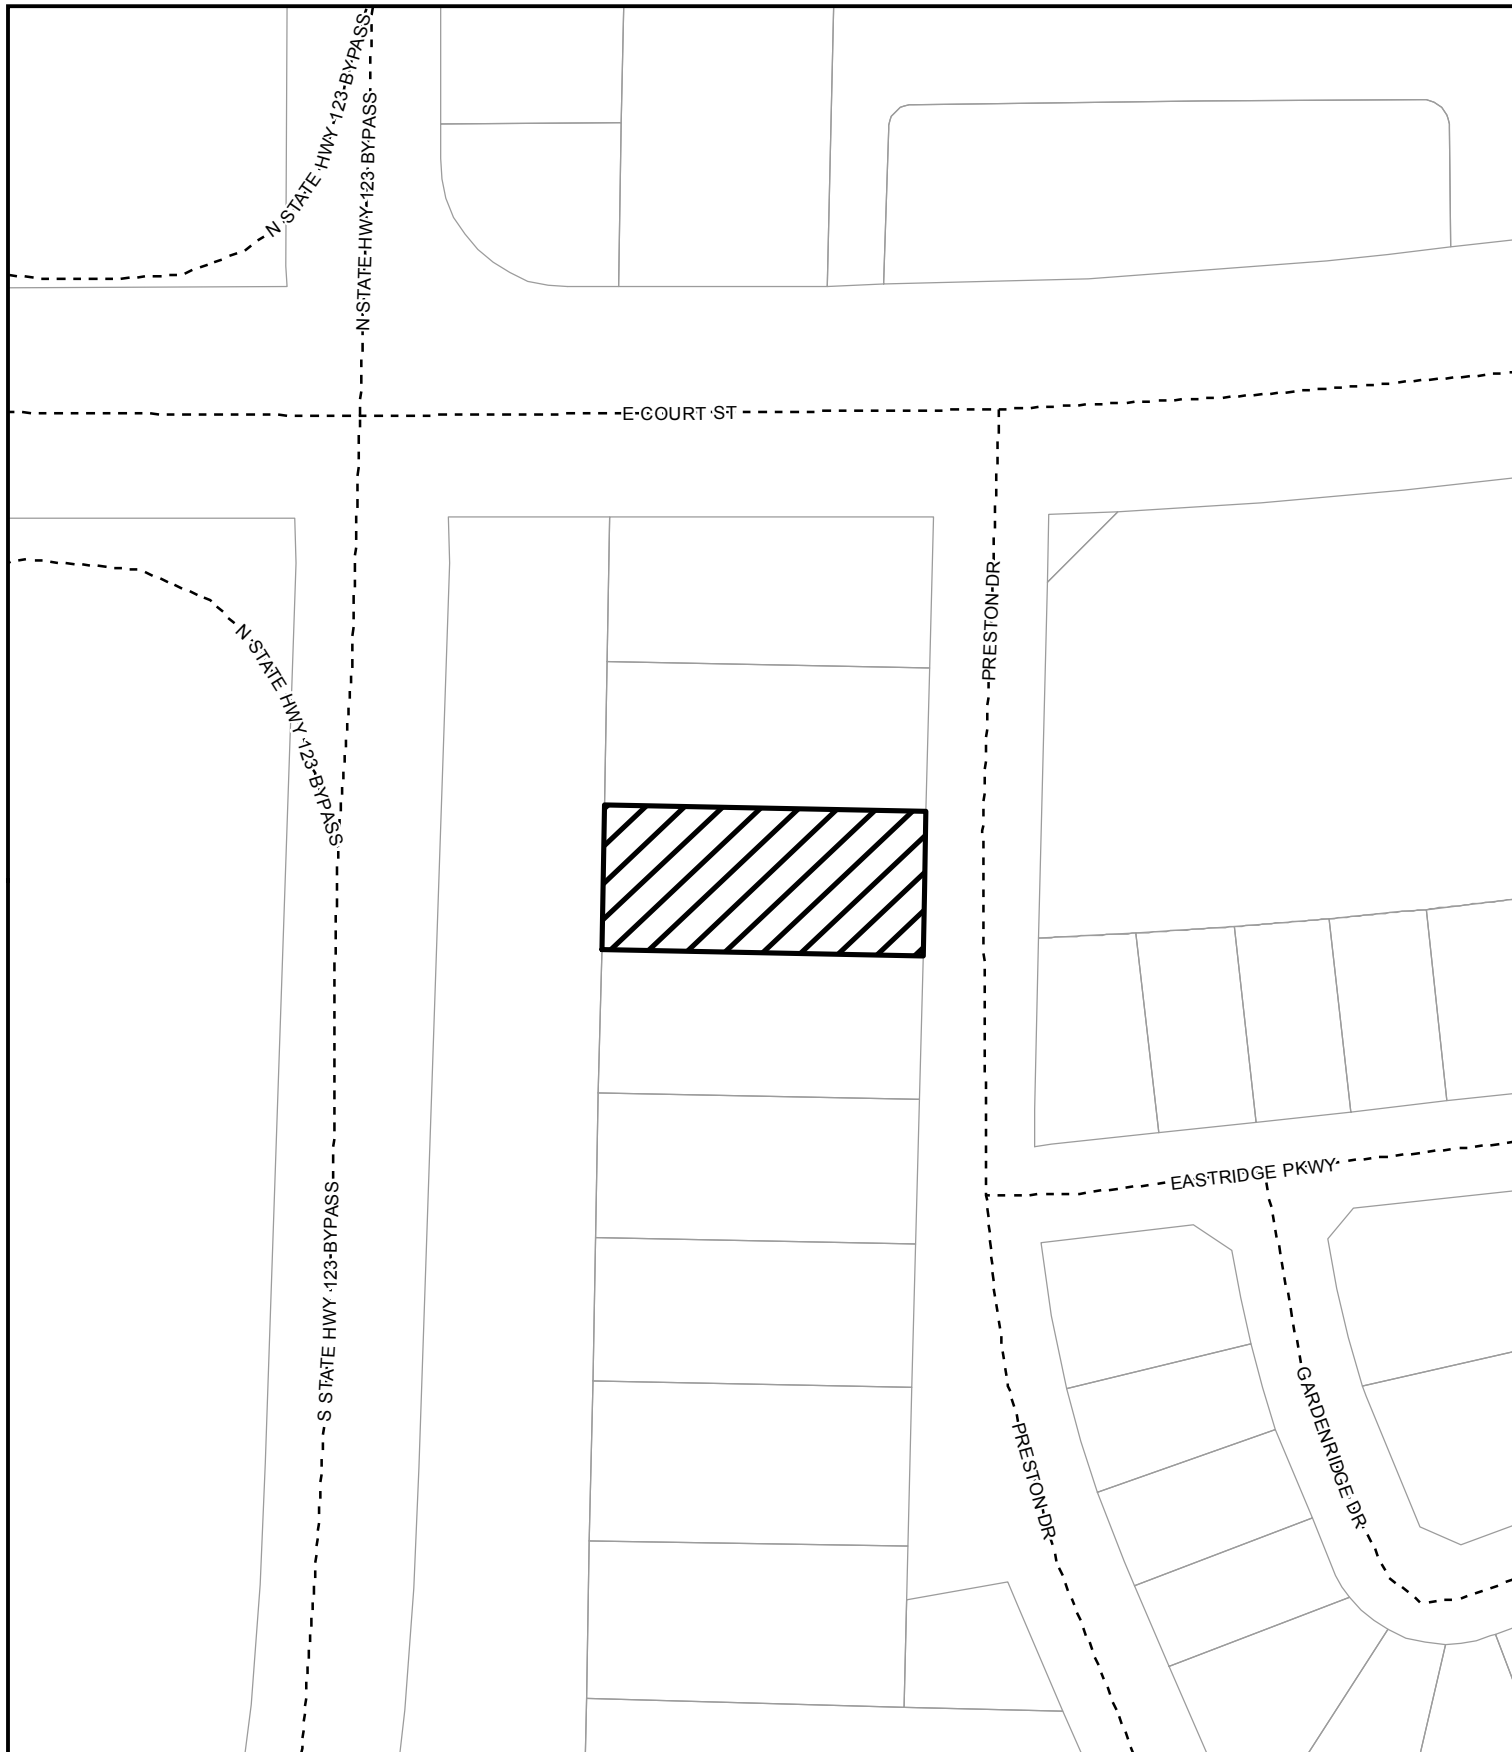 N STATE HWY 123 BYPASS
N STATE HWY 123 BYPASS
E COURT ST
PRESTON DR
N STATE HWY 123 BYPASS
EASTRIDGE PKWY
S STATE HWY 123 BYPASS
GARDENRIDGE DR
PRESTON DR